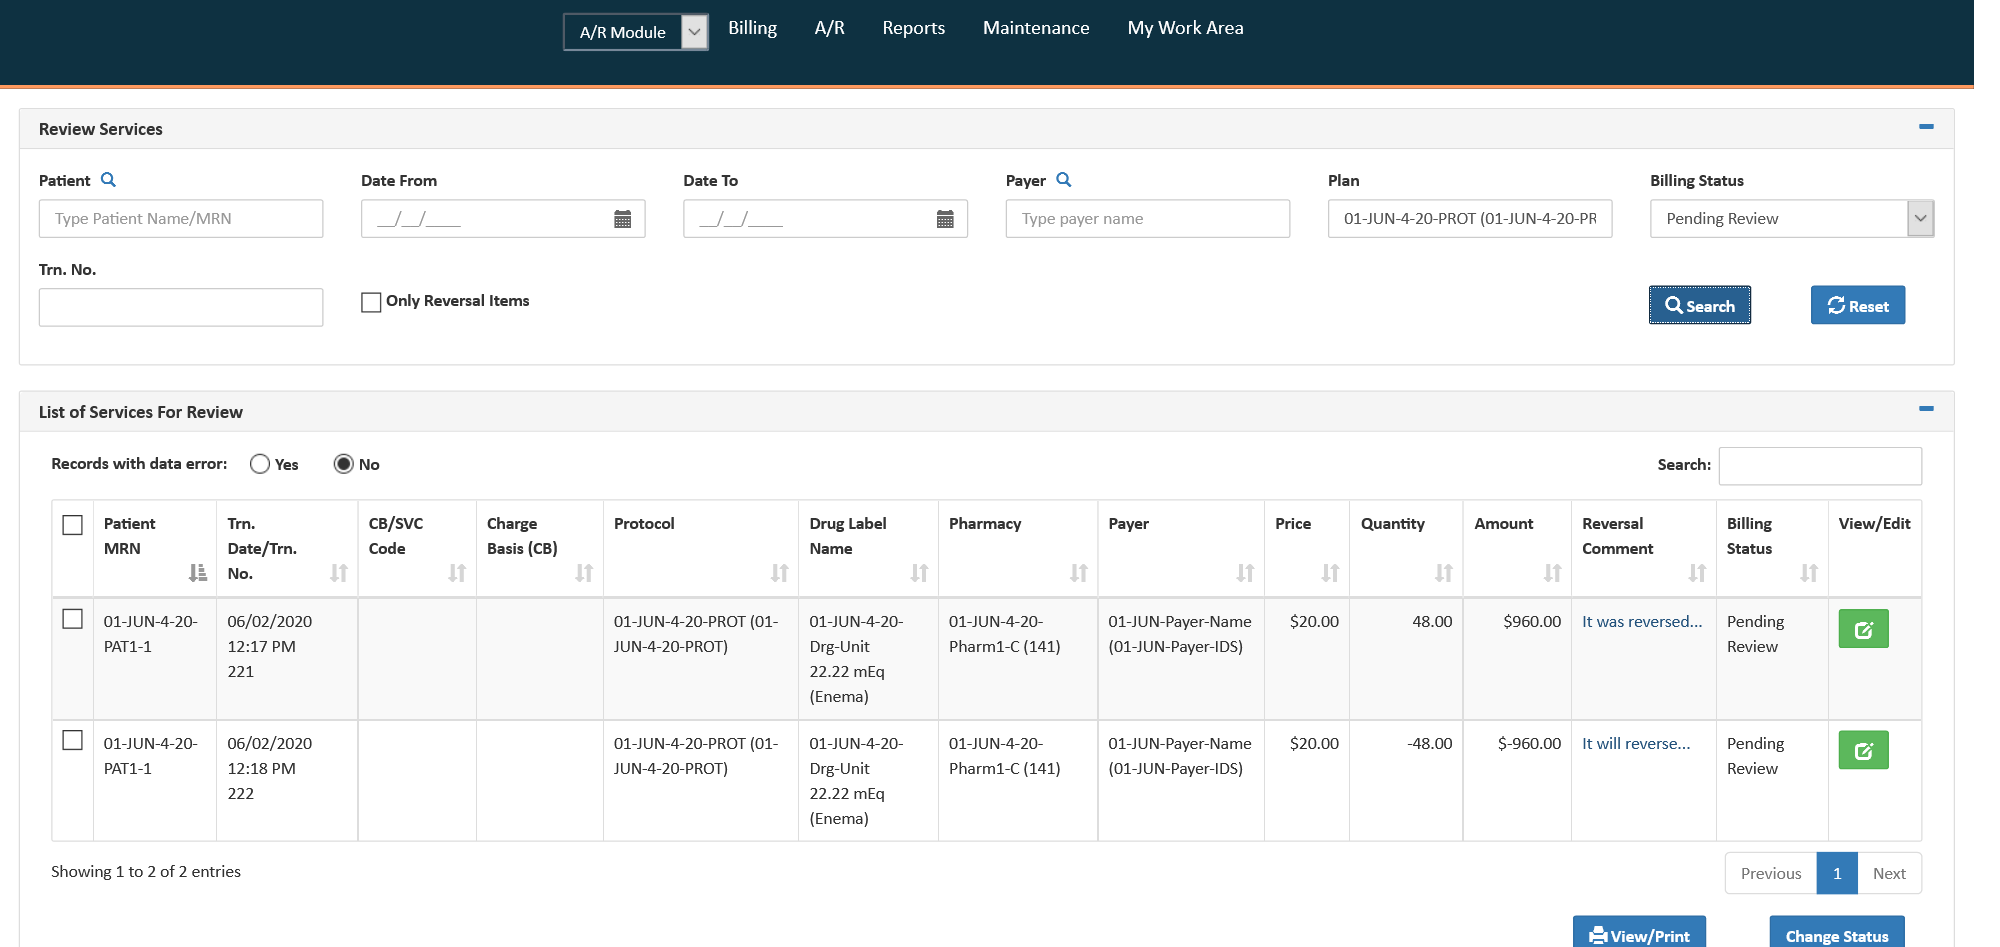 A/R Module Billing A/R Reports Maintenance My Work Area
Review Services
Patient Date From Date To Payer Plan Billing Status
Type Patient Name/MRN __/__/____ __/__/____ Type payer name 01-JUN-4-20-PROT (01-JUN-4-20-PR Pending Review
Trn. No.
Only Reversal Items
Search Reset
List of Services For Review
Records with data error: Yes No Search:
Patient Trn. CB/SVC Charge Protocol Drug Label Pharmacy Payer Price Quantity Amount Reversal Billing View/Edit
MRN Date/Trn. Code Basis (CB) Name Comment Status
No.
01-JUN-4-20- 06/02/2020 01-JUN-4-20-PROT (01- 01-JUN-4-20- 01-JUN-4-20- 01-JUN-Payer-Name $20.00 48.00 $960.00 It was reversed... Pending
PAT1-1 12:17 PM JUN-4-20-PROT) Drg-Unit Pharm1-C (141) (01-JUN-Payer-IDS) Review
221 22.22 mEq
(Enema)
01-JUN-4-20- 06/02/2020 01-JUN-4-20-PROT (01- 01-JUN-4-20- 01-JUN-4-20- 01-JUN-Payer-Name $20.00 -48.00 $-960.00 It will reverse... Pending
PAT1-1 12:18 PM JUN-4-20-PROT) Drg-Unit Pharm1-C (141) (01-JUN-Payer-IDS) Review
222 22.22 mEq
(Enema)
Showing 1 to 2 of 2 entries Previous 1 Next
View/Print Change Status